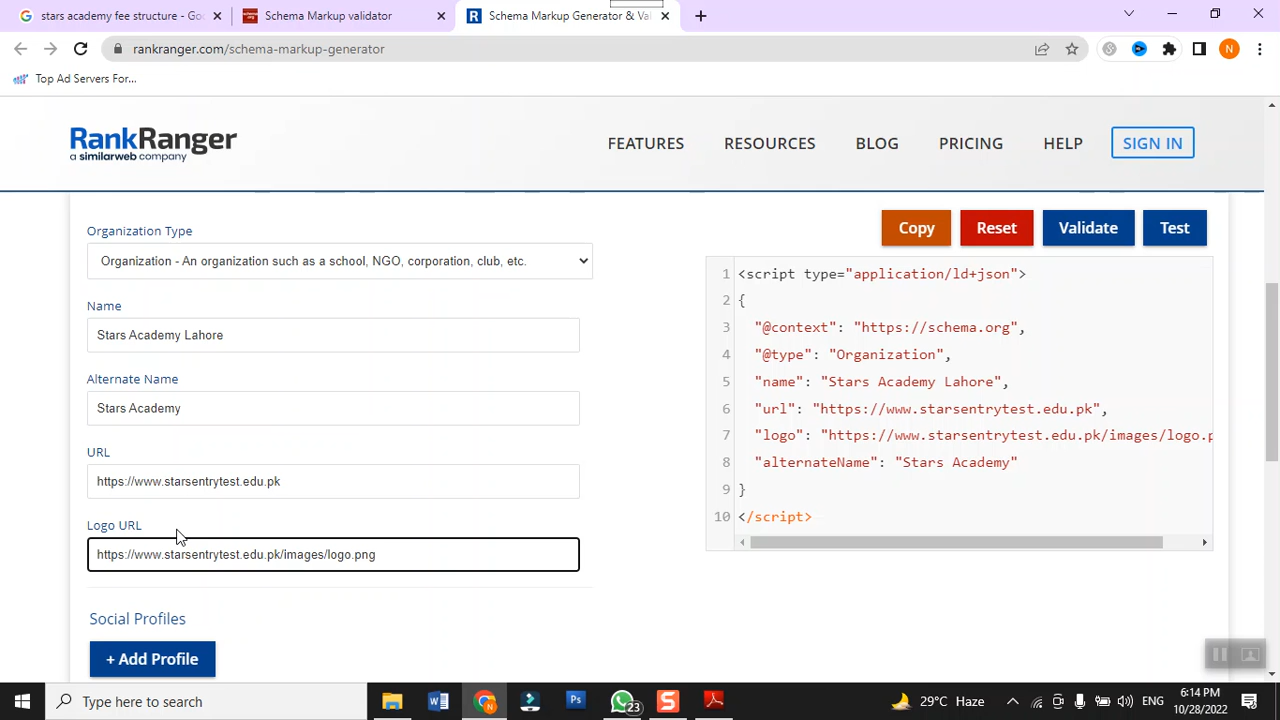 stars academy fee structure - Goo
Schema Markup validator
Schema Markup Generator & Val
rankranger.com/schema-markup-generator
N
Top Ad Servers For...
RankRanger
a similarweb company
FEATURES
RESOURCES
BLOG
PRICING
HELP
SIGN IN
Organization Type
Organization - An organization such as a school, NGO, corporation, club, etc.
Name
Stars Academy Lahore
Alternate Name
Stars Academy
URL
https://www.starsentrytest.edu.pk
Logo URL
https://www.starsentrytest.edu.pk/images/logo.png
Social Profiles
+ Add Profile
Copy
Reset
Validate
Test
1 <script type="application/ld+json">
2 {
3 "@context": "https://schema.org",
4 "@type": "Organization",
5 "name": "Stars Academy Lahore",
6 "url": "https://www.starsentrytest.edu.pk",
7 "logo": "https://www.starsentrytest.edu.pk/images/logo.p
8 "alternateName": "Stars Academy"
9 }
10 </script>
Type here to search
W
N
Ps
23
S
29°C Haze
ENG
6:14 PM
10/28/2022